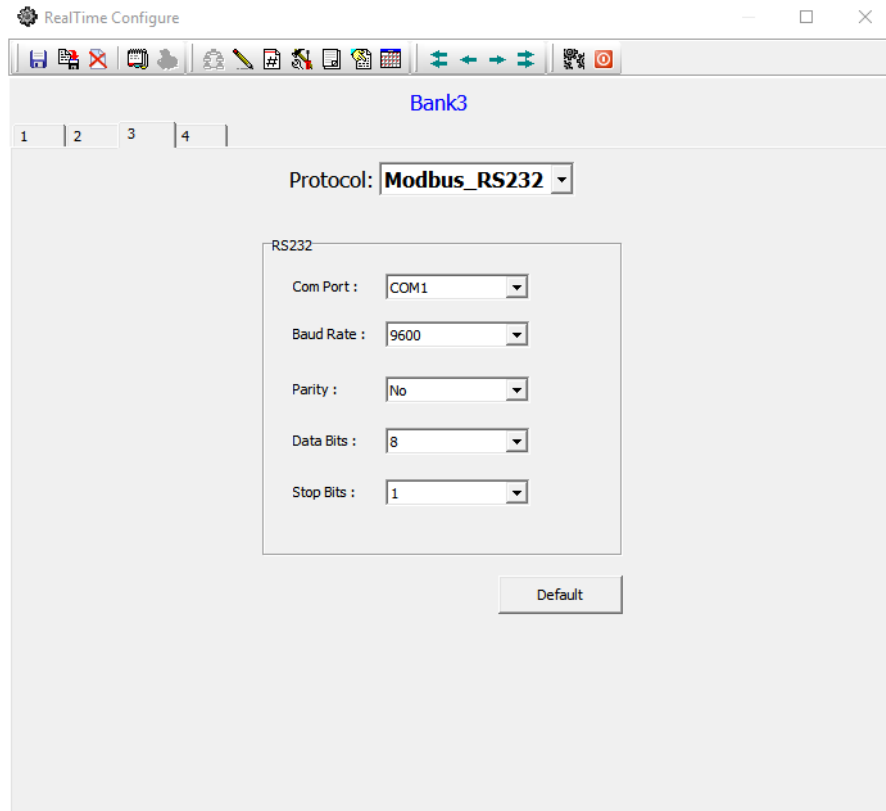 RealTime Configure
Bank3
1 2 3 4
Protocol: Modbus_RS232
RS232
Com Port : COM1
Baud Rate : 9600
Parity : No
Data Bits : 8
Stop Bits : 1
Default